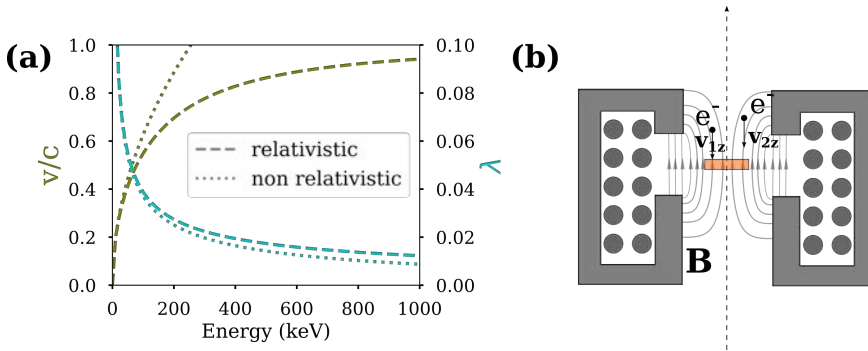 (a)
1.0
0.8
0.6
0.4
0.2
0.0
v/c
0 200 400 600 800 1000
Energy (keV)
0.10
0.08
0.06
0.04
0.02
0.00
λ
relativistic
non relativistic
(b)
e⁻ e⁻
v1z v2z
B